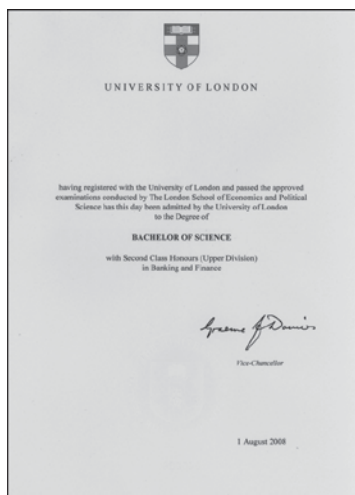 UNIVERSITY OF LONDON
having registered with the University of London and passed the approved
examinations conducted by The London School of Economics and Political
Science has this day been admitted by the University of London
to the Degree of
BACHELOR OF SCIENCE
with Second Class Honours (Upper Division)
in Banking and Finance
Graeme J Davies
Vice-Chancellor
1 August 2008